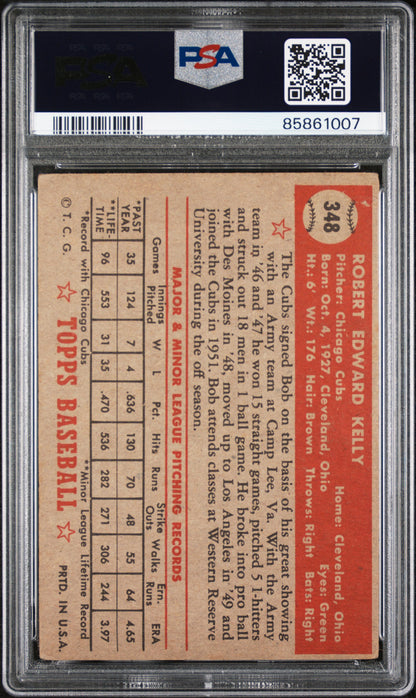 PSA
PSA
85861007
348
ROBERT EDWARD KELLY
Pitcher: Chicago Cubs Home: Cleveland, Ohio
Born: Oct. 4, 1927, Cleveland, Ohio Eyes: Green
Ht.: 6' Wt.: 176 Hair: Brown Throws: Right Bats: Right
The Cubs signed Bob on the basis of his great showing
with an Army team at Camp Lee, Va. With the Army
team in '46 and '47 he won 15 straight games, pitched 5 1-hitters
and struck out 18 men in 1 ball game. He broke into pro ball
with Des Moines in '48, moved up to Los Angeles in '49 and
joined the Cubs in 1951. Bob attends classes at Western Reserve
University during the off season.
MAJOR & MINOR LEAGUE PITCHING RECORDS
Games Innings Pitched W L Pct. Hits Runs Strike Outs Walks Ern. Runs ERA
*PAST YEAR 35 124 7 4 .636 130 70 48 55 64 4.65
**LIFE-TIME 96 553 31 35 .470 536 282 271 306 244 3.97
*Record with Chicago Cubs **Minor League Lifetime Record
© T. C. G. TOPPS BASEBALL PRTD. IN U.S.A.